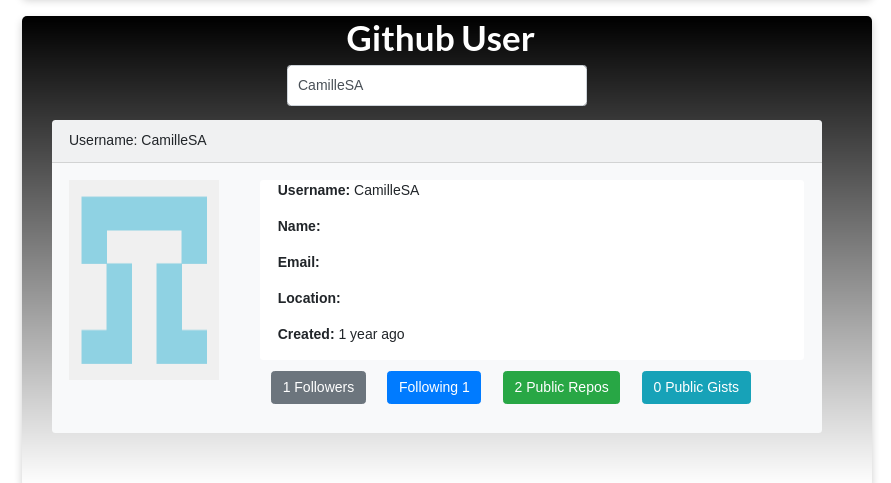 Github User
CamilleSA
Username: CamilleSA
Username: CamilleSA
Name:
Email:
Location:
Created: 1 year ago
1 Followers Following 1 2 Public Repos 0 Public Gists